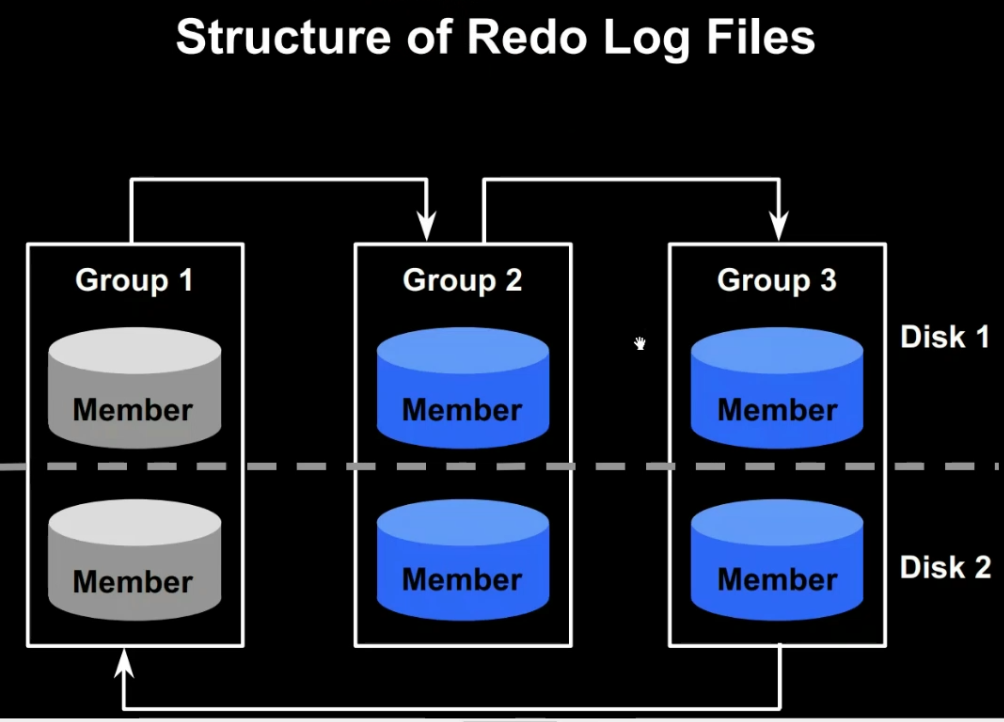 Structure of Redo Log Files
Group 1
Group 2
Group 3
Disk 1
Member
Member
Member
Disk 2
Member
Member
Member